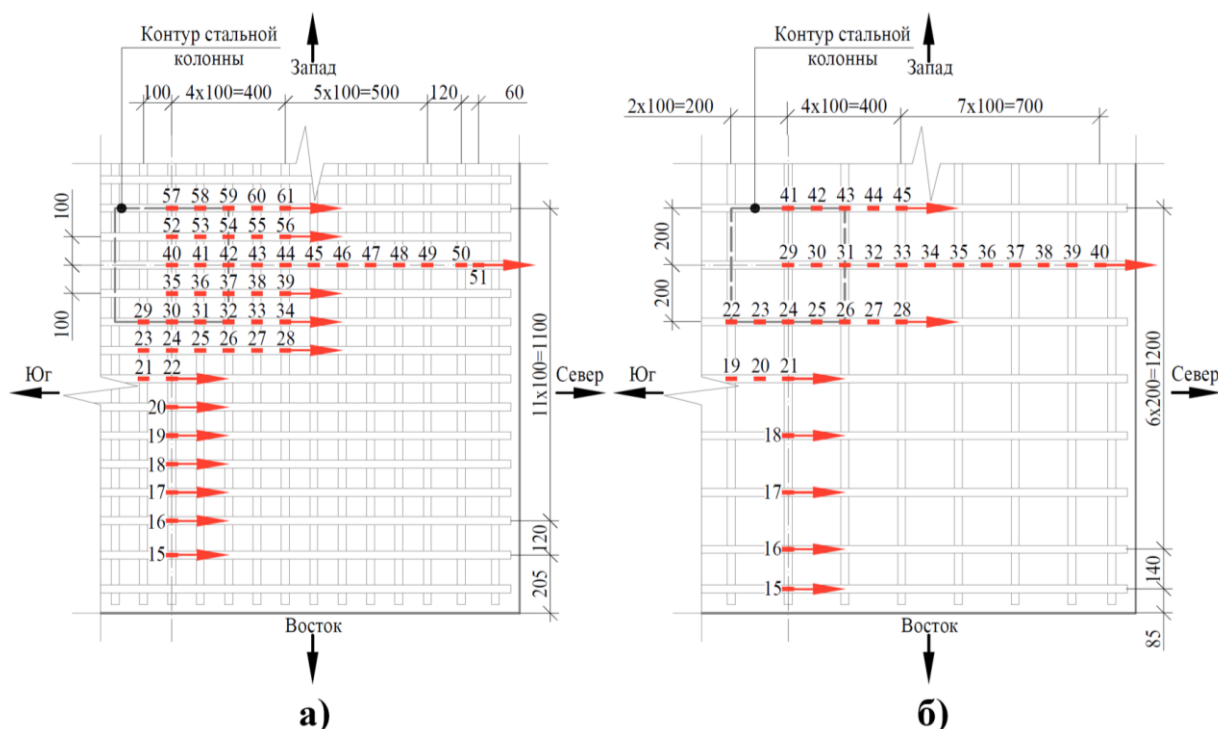 Контур стальной
колонны
Запад
100 4x100=400 5x100=500 120 60
57 58 59 60 61
100
52 53 54 55 56
40 41 42 43 44 45 46 47 48 49 50
51
35 36 37 38 39
100
29 30 31 32 33 34
23 24 25 26 27 28
21 22
Юг
Север
20
19
18
17
16
15
11x100=1100
120
205
Восток
а)
Контур стальной
колонны
Запад
2x100=200 4x100=400 7x100=700
41 42 43 44 45
200
29 30 31 32 33 34 35 36 37 38 39 40
200
22 23 24 25 26 27 28
19 20 21
Юг
Север
18
17
16
15
6x200=1200
140
85
Восток
б)